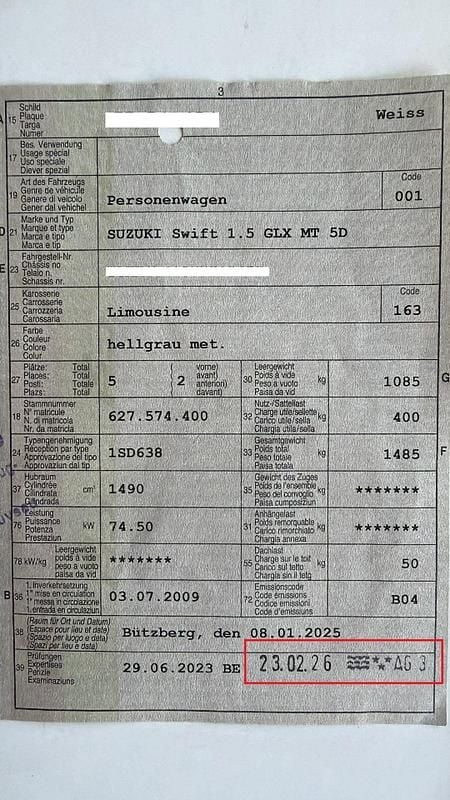 3
15 Schild
Plaque
Targa
Numer
Weiss
17 Bes. Verwendung
Usage spécial
Uso speciale
Diever spezial
19 Art des Fahrzeugs
Genre de véhicule
Genere di veicolo
Gener dal vehichel
Personenwagen
Code
001
D 21 Marke und Typ
Marque et type
Marca e tipo
Marca e tip
SUZUKI Swift 1.5 GLX MT 5D
E 23 Fahrgestell-Nr.
Châssis no
Telaio n.
Schassis nr.
25 Karosserie
Carrosserie
Carrozzeria
Carossaria
Limousine
Code
163
26 Farbe
Couleur
Colore
Colur
hellgrau met.
27 Plätze: Total
Places: Total
Posti: Totale
Plazs: Total
5
( vorne)
( 2 avant)
anteriori)
davant)
30 Leergewicht
Poids à vide
Peso a vuoto
Paisa da vid
kg
1085
G
18 Stammnummer
N° matricule
N. di matricola
Nr. da matricla
627.574.400
32 Nutz-/Sattellast
Charge utile/sellette
Carico utile/sella
Chargia utila/sella
kg
400
24 Typengenehmigung
Réception par type
Approvazione del tipo
Approvaziun dal tip
1SD638
33 Gesamtgewicht
Poids total
Peso totale
Paisa totala
kg
1485
F
37 Hubraum
Cylindrée
Cilindrata
Cilindrada
cm³
1490
35 Gewicht des Zuges
Poids de l'ensemble
Peso del convoglio
Paisa cumposiziun
kg
*******
76 Leistung
Puissance
Potenza
Prestaziun
kW
74.50
31 Anhängelast
Poids remorquable
Carico rimorchiato
Chargia annexa
kg
*******
78 kW/kg Leergewicht
poids à vide
peso a vuoto
paisa da vid
*******
55 Dachlast
Charge sur le toit
Carico sul tetto
Chargia sin il tetg
kg
50
B 36 1. Inverkehrsetzung
1re mise en circulation
1a messa in circolazione
1. entrada en circulaziun
03.07.2009
72 Emissionscode
Code émissions
Codice emissioni
Code d'emissiuns
B04
38 (Raum für Ort und Datum)
(Espace pour lieu et date)
(Spazio per luogo e data)
(Spazi per lieu e data)
Bützberg, den 08.01.2025
39 Prüfungen
Expertises
Perizie
Examinaziuns
29.06.2023 BE
23.02.26 AG 3